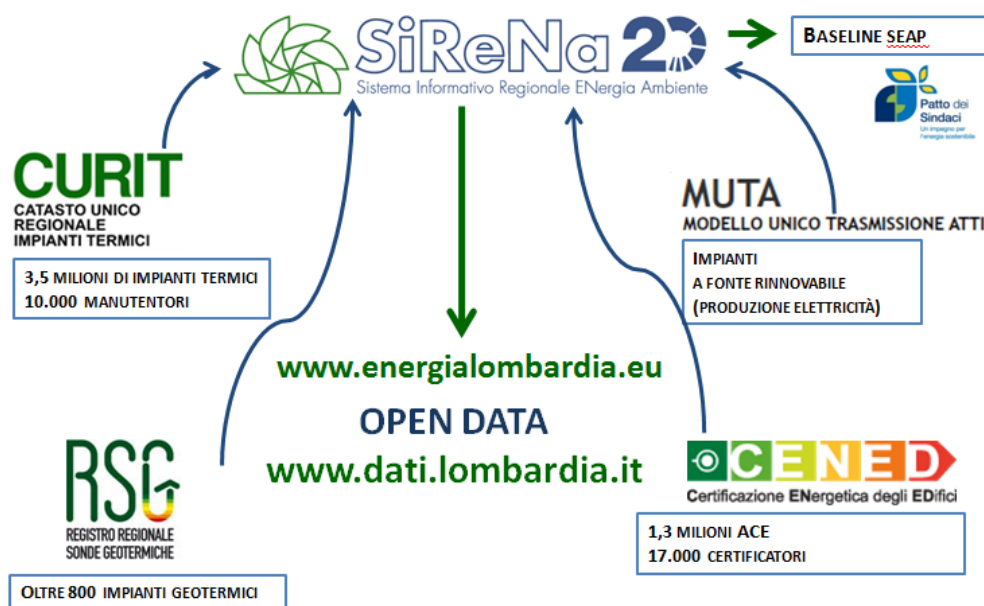 SiReNa 20
Sistema Informativo Regionale ENergia Ambiente
BASELINE SEAP
Patto dei
Sindaci
Un impegno per
l'energia sostenibile
CURIT
CATASTO UNICO
REGIONALE
IMPIANTI TERMICI
3,5 MILIONI DI IMPIANTI TERMICI
10.000 MANUTENTORI
MUTA
MODELLO UNICO TRASMISSIONE ATTI
IMPIANTI
A FONTE RINNOVABILE
(PRODUZIONE ELETTRICITÀ)
www.energialombardia.eu
OPEN DATA
www.dati.lombardia.it
RSG
REGISTRO REGIONALE
SONDE GEOTERMICHE
OLTRE 800 IMPIANTI GEOTERMICI
CENED
Certificazione ENergetica degli EDifici
1,3 MILIONI ACE
17.000 CERTIFICATORI